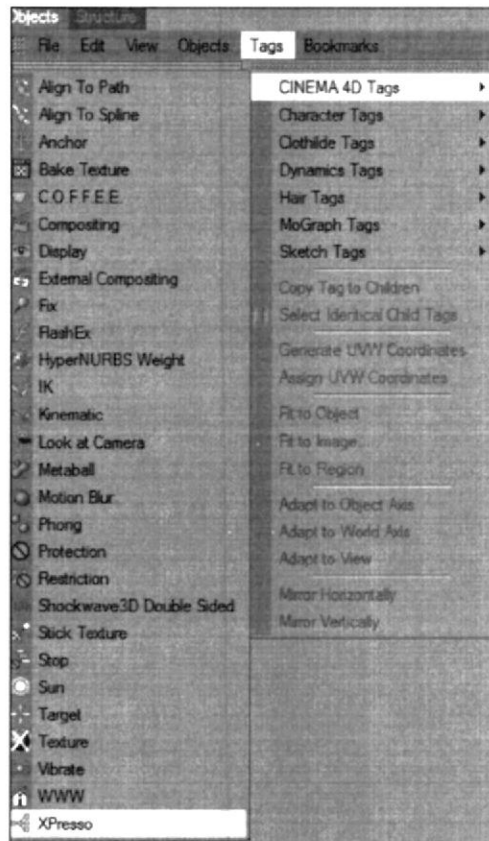 Objects Structure
File Edit View Objects Tags Bookmarks
Align To Path
Align To Spline
Anchor
Bake Texture
C.O.F.F.E.E.
Compositing
Display
External Compositing
Fix
FlashEx
HyperNURBS Weight
IK
Kinematic
Look at Camera
Metaball
Motion Blur
Phong
Protection
Restriction
Shockwave3D Double Sided
Stick Texture
Stop
Sun
Target
Texture
Vibrate
WWW
XPresso
CINEMA 4D Tags
Character Tags
Clothilde Tags
Dynamics Tags
Hair Tags
MoGraph Tags
Sketch Tags
Copy Tag to Children
Select Identical Child Tags
Generate UVW Coordinates
Assign UVW Coordinates
Fit to Object
Fit to Image...
Fit to Region
Adapt to Object Axis
Adapt to World Axis
Adapt to View
Mirror Horizontally
Mirror Vertically